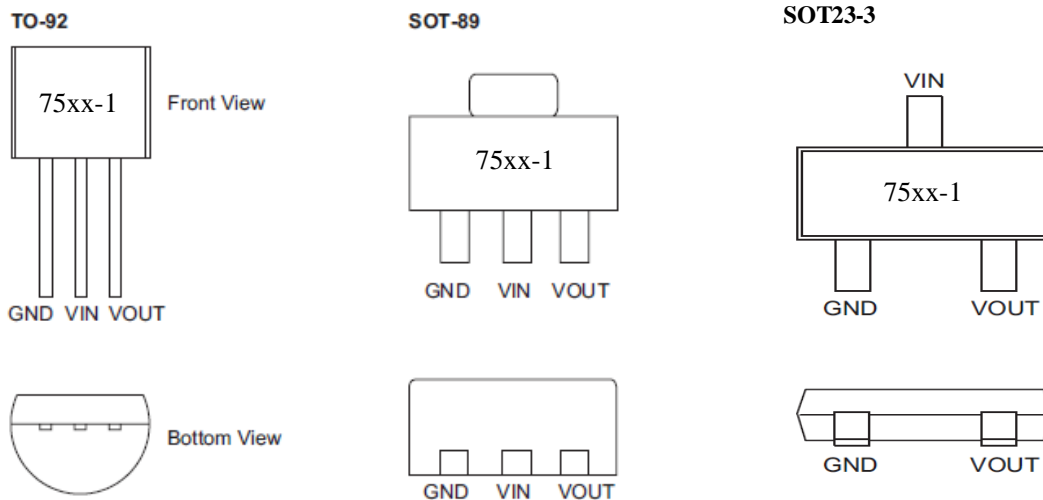 TO-92
SOT-89
SOT23-3
75xx-1
Front View
GND VIN VOUT
Bottom View
75xx-1
GND VIN VOUT
GND VIN VOUT
VIN
75xx-1
GND VOUT
GND VOUT